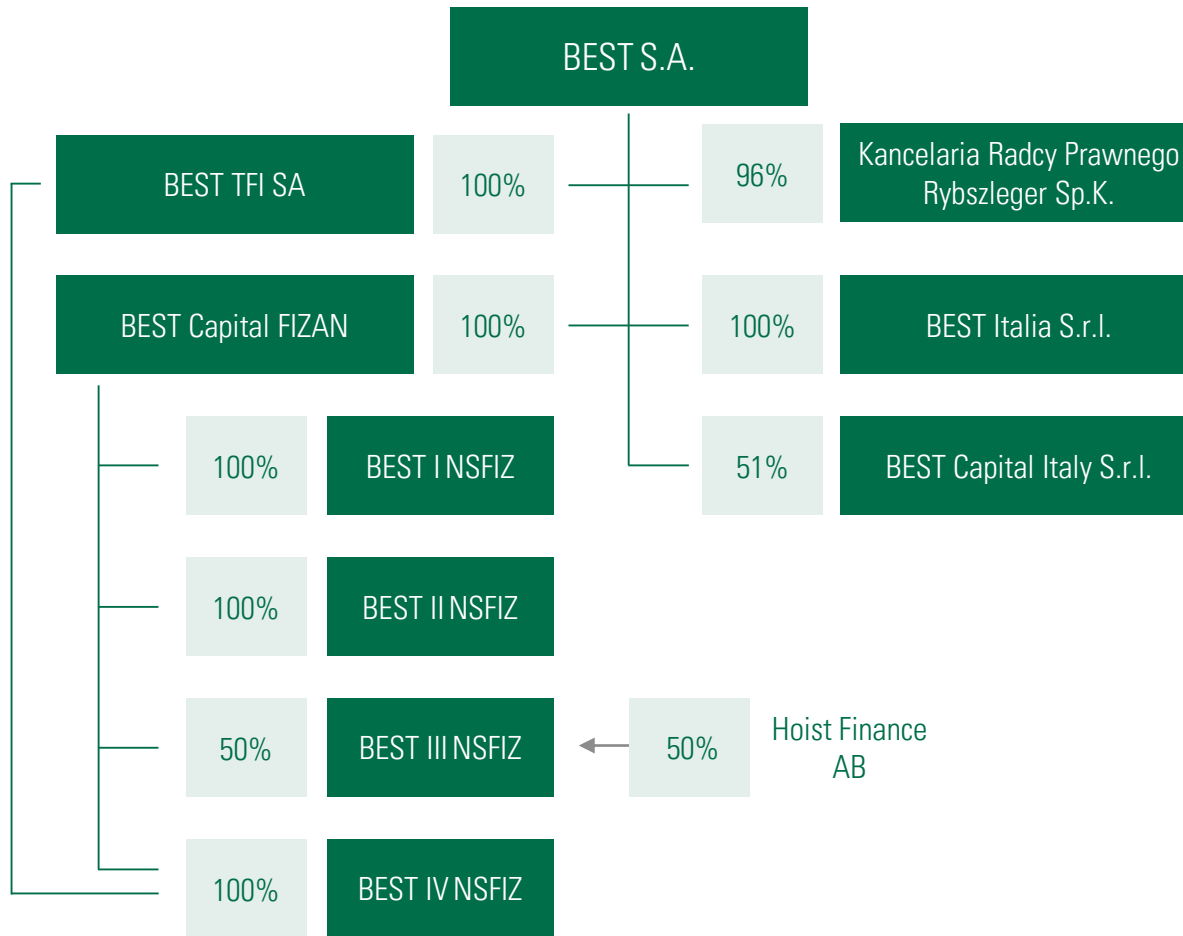 BEST S.A.
BEST TFI SA
100%
96%
Kancelaria Radcy Prawnego
Rybszleger Sp.K.
BEST Capital FIZAN
100%
100%
BEST Italia S.r.l.
100%
BEST I NSFIZ
51%
BEST Capital Italy S.r.l.
100%
BEST II NSFIZ
50%
BEST III NSFIZ
50%
Hoist Finance
AB
100%
BEST IV NSFIZ